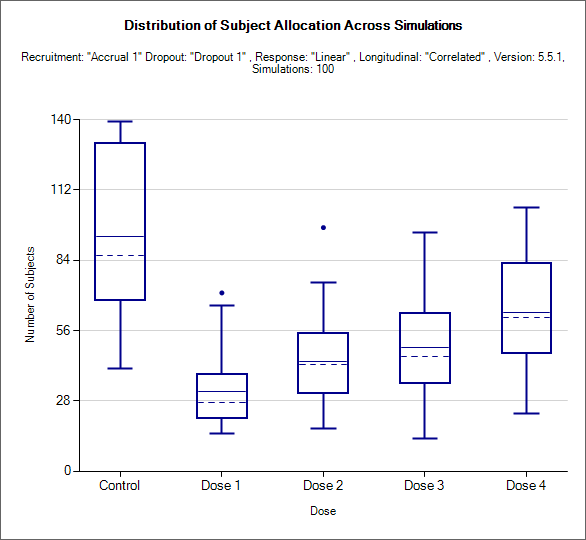 Distribution of Subject Allocation Across Simulations
Recruitment: "Accrual 1" Dropout: "Dropout 1" , Response: "Linear" , Longitudinal: "Correlated" , Version: 5.5.1,
Simulations: 100
Number of Subjects
140
112
84
56
28
0
Control Dose 1 Dose 2 Dose 3 Dose 4
Dose